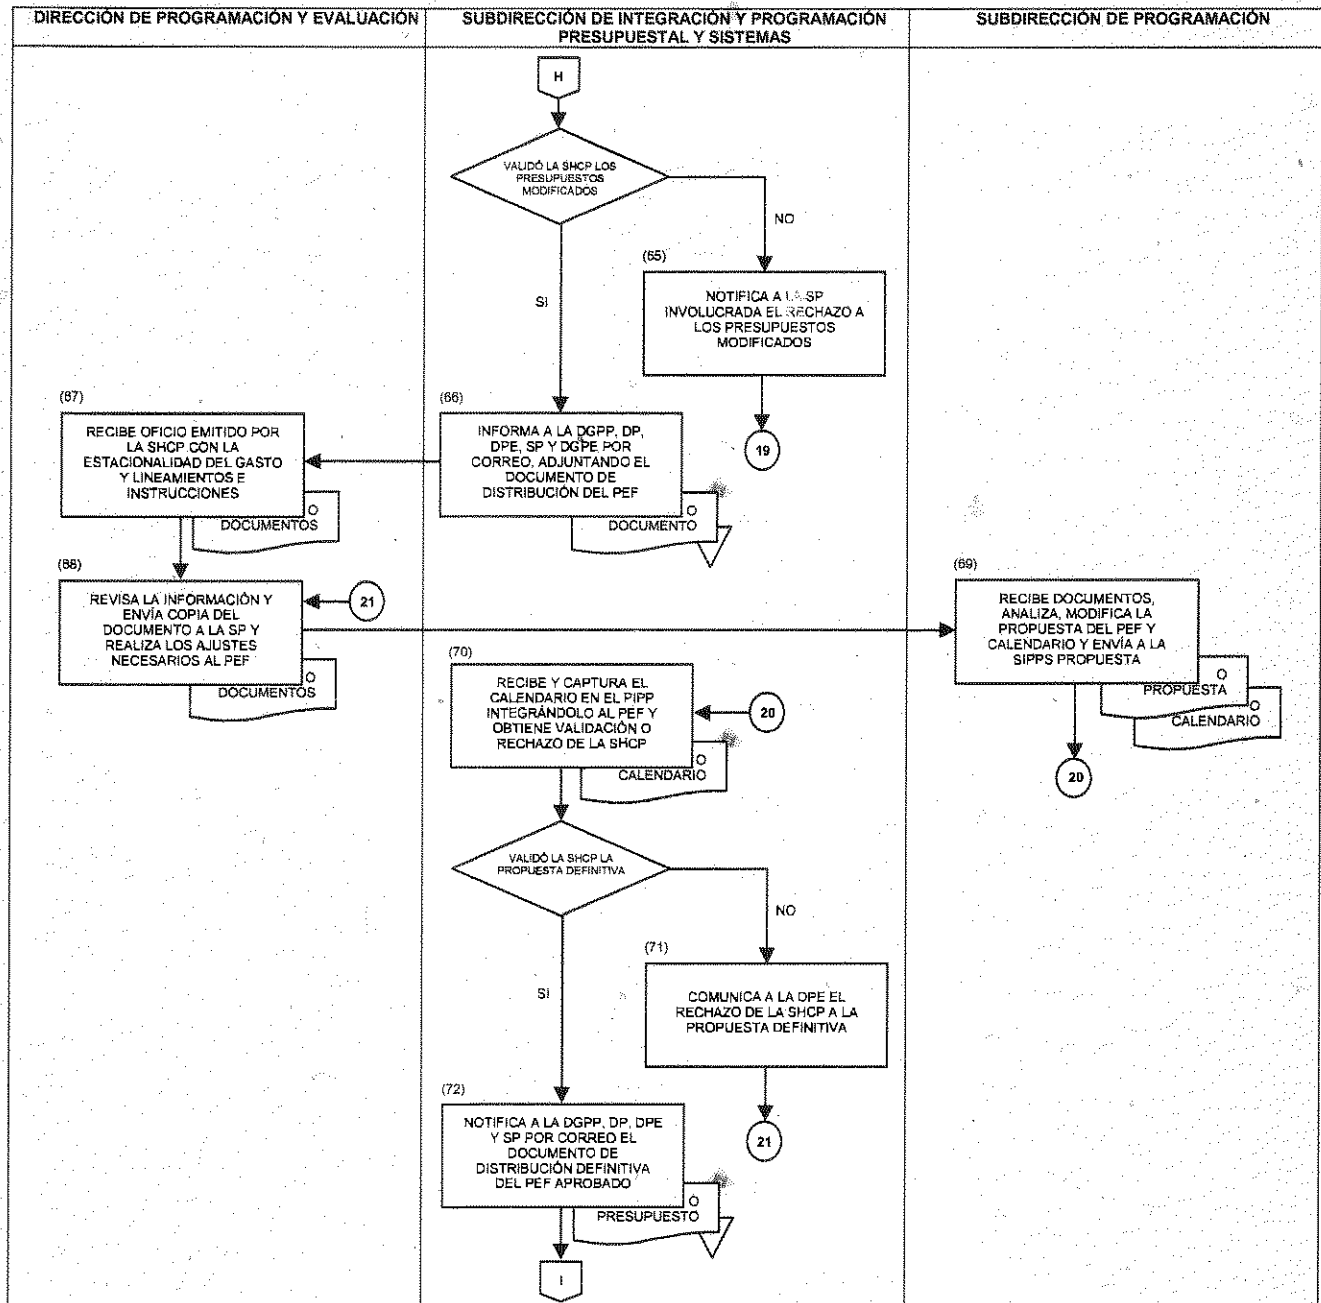 DIRECCIÓN DE PROGRAMACIÓN Y EVALUACIÓN
SUBDIRECCIÓN DE INTEGRACIÓN Y PROGRAMACIÓN
PRESUPUESTAL Y SISTEMAS
SUBDIRECCIÓN DE PROGRAMACIÓN
H
VALIDÓ LA SHCP LOS
PRESUPUESTOS
MODIFICADOS
NO
SI
(65)
NOTIFICA A LA SP
INVOLUCRADA EL RECHAZO A
LOS PRESUPUESTOS
MODIFICADOS
19
(66)
INFORMA A LA DGPP, DP,
DPE, SP Y DGPE POR
CORREO, ADJUNTANDO EL
DOCUMENTO DE
DISTRIBUCIÓN DEL PEF
O
DOCUMENTO
(67)
RECIBE OFICIO EMITIDO POR
LA SHCP CON LA
ESTACIONALIDAD DEL GASTO
Y LINEAMIENTOS E
INSTRUCCIONES
O
DOCUMENTOS
(68)
REVISA LA INFORMACIÓN Y
ENVÍA COPIA DEL
DOCUMENTO A LA SP Y
REALIZA LOS AJUSTES
NECESARIOS AL PEF
O
DOCUMENTOS
21
(69)
RECIBE DOCUMENTOS,
ANALIZA, MODIFICA LA
PROPUESTA DEL PEF Y
CALENDARIO Y ENVÍA A LA
SIPPS PROPUESTA
O
PROPUESTA
O
CALENDARIO
20
(70)
RECIBE Y CAPTURA EL
CALENDARIO EN EL PIPP
INTEGRÁNDOLO AL PEF Y
OBTIENE VALIDACIÓN O
RECHAZO DE LA SHCP
O
CALENDARIO
20
VALIDÓ LA SHCP LA
PROPUESTA DEFINITIVA
NO
SI
(71)
COMUNICA A LA DPE EL
RECHAZO DE LA SHCP A LA
PROPUESTA DEFINITIVA
21
(72)
NOTIFICA A LA DGPP, DP, DPE
Y SP POR CORREO EL
DOCUMENTO DE
DISTRIBUCIÓN DEFINITIVA
DEL PEF APROBADO
O
PRESUPUESTO
I